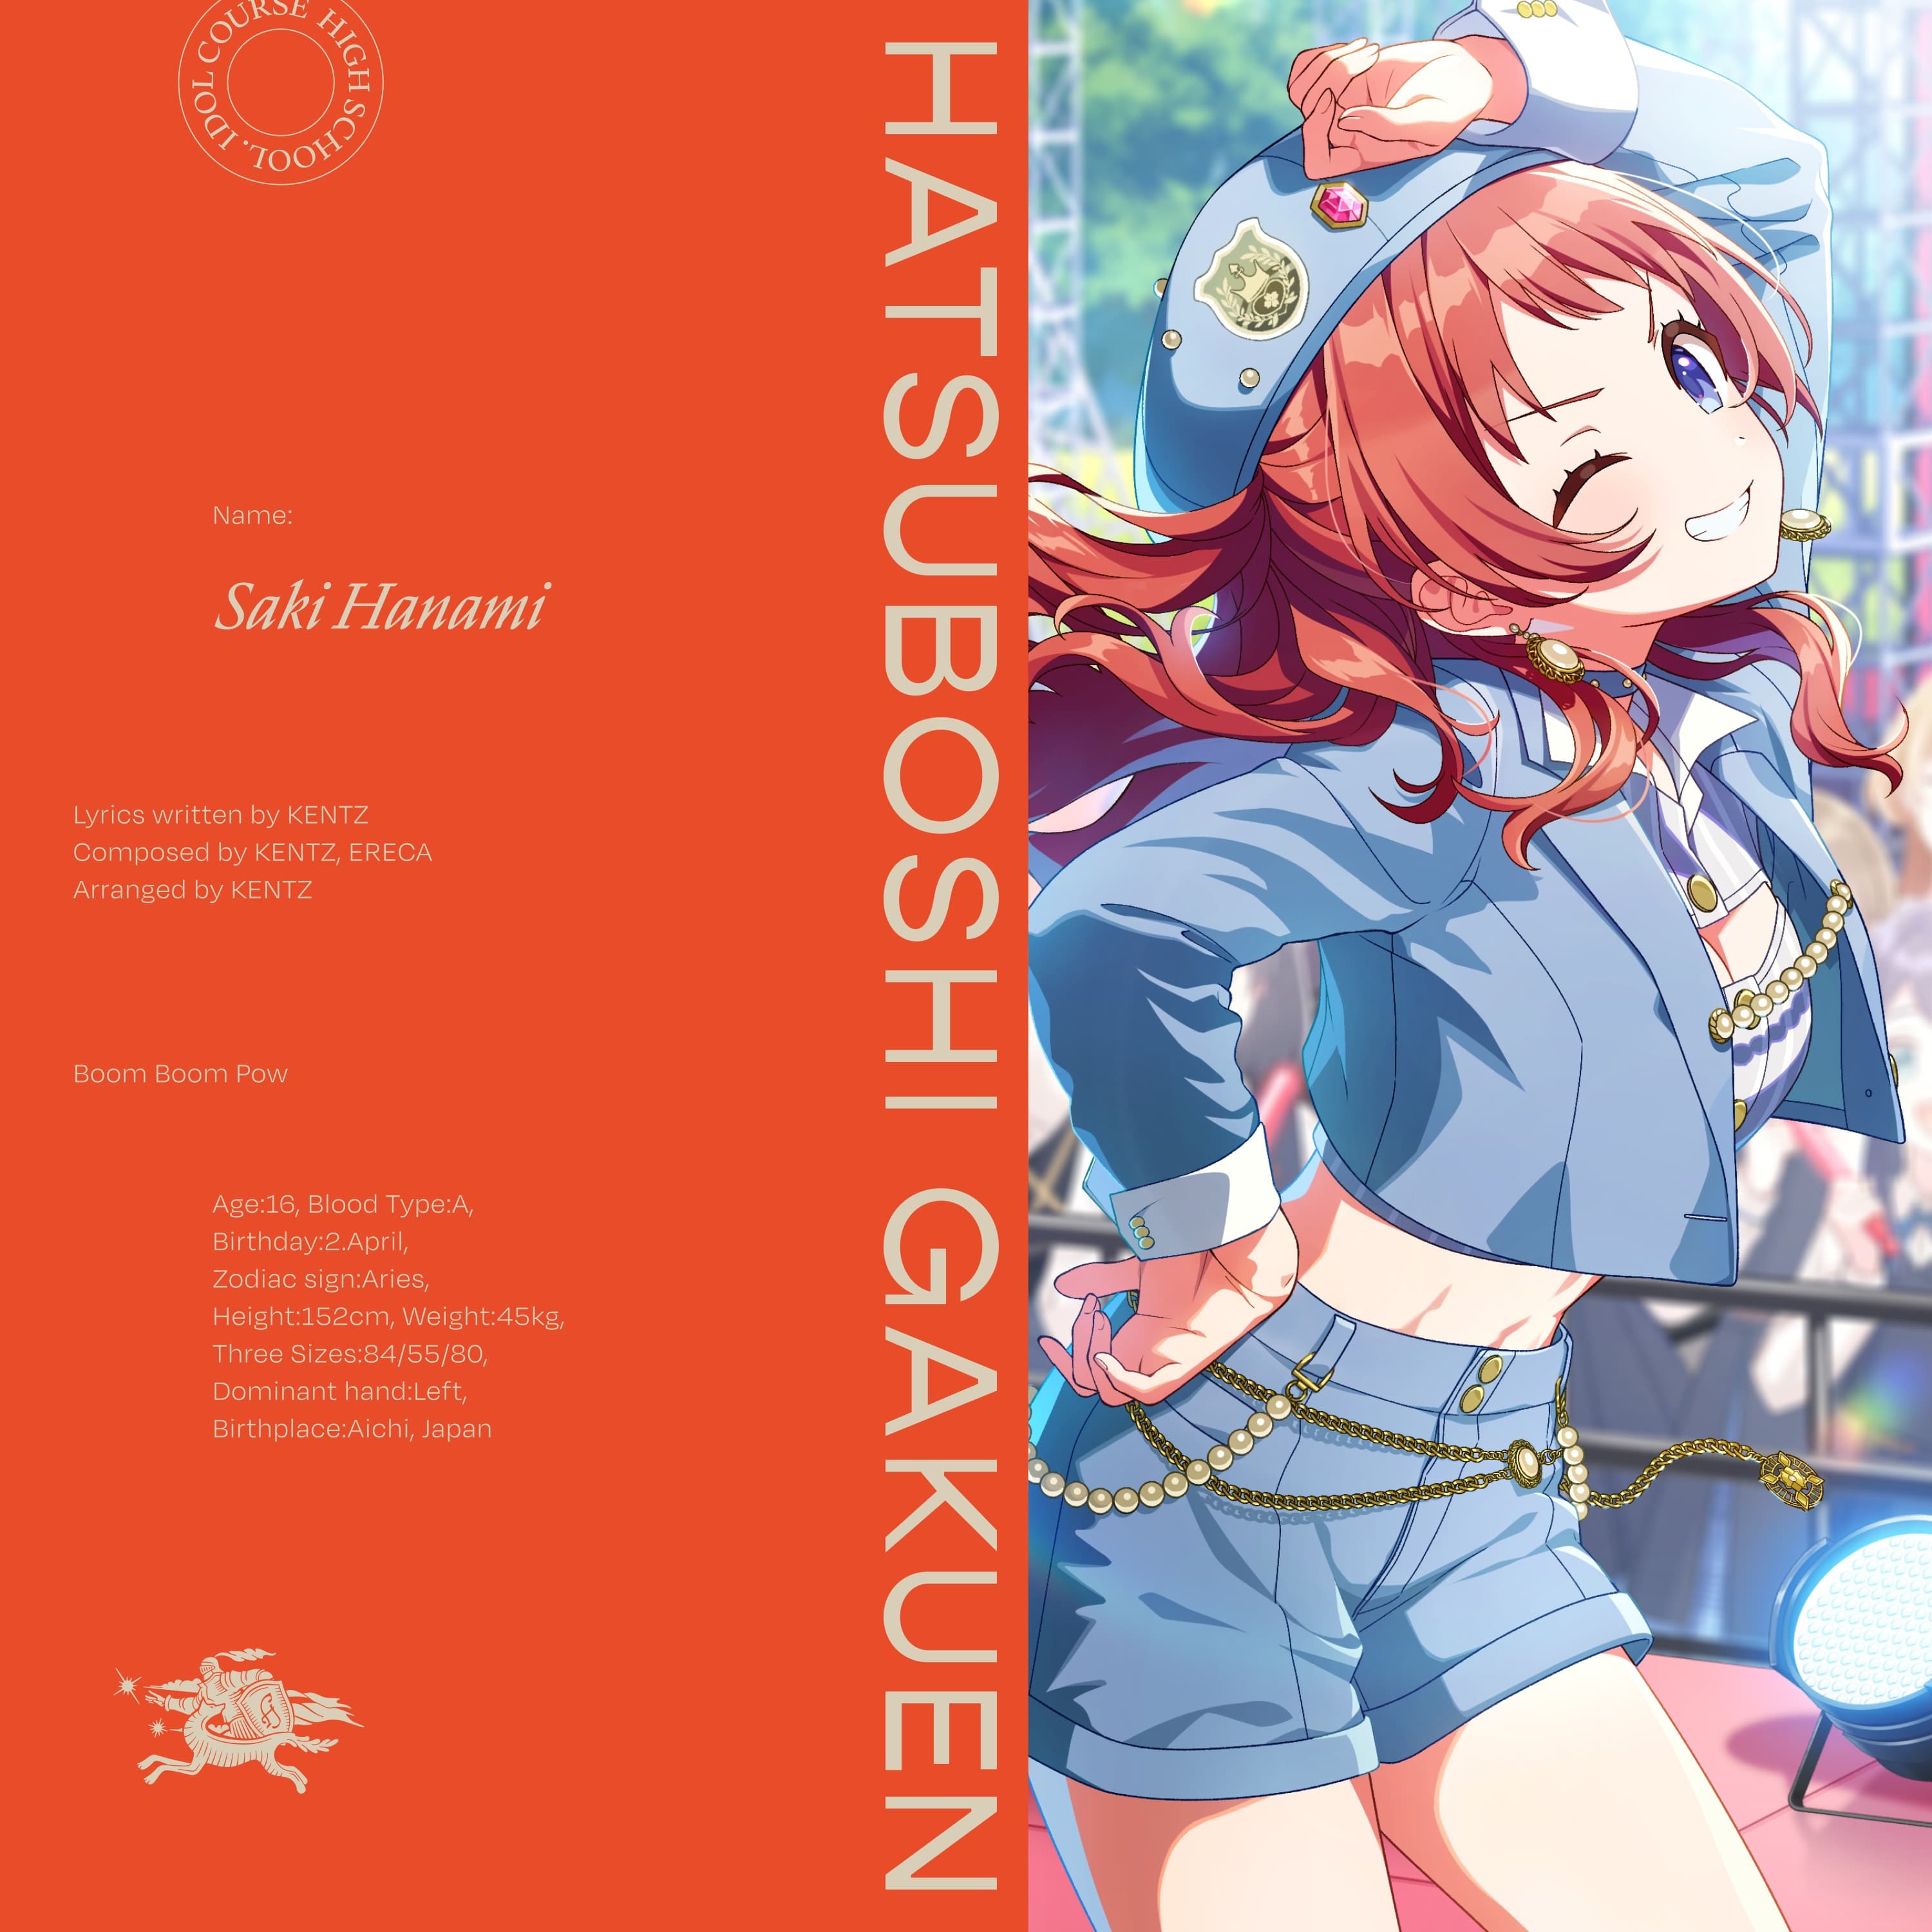 IDOL COURSE HIGH SCHOOL.
HATSUBOSHI GAKUEN
Name:
Saki Hanami
Lyrics written by KENTZ
Composed by KENTZ, ERECA
Arranged by KENTZ
Boom Boom Pow
Age:16, Blood Type:A,
Birthday:2.April,
Zodiac sign:Aries,
Height:152cm, Weight:45kg,
Three Sizes:84/55/80,
Dominant hand:Left,
Birthplace:Aichi, Japan